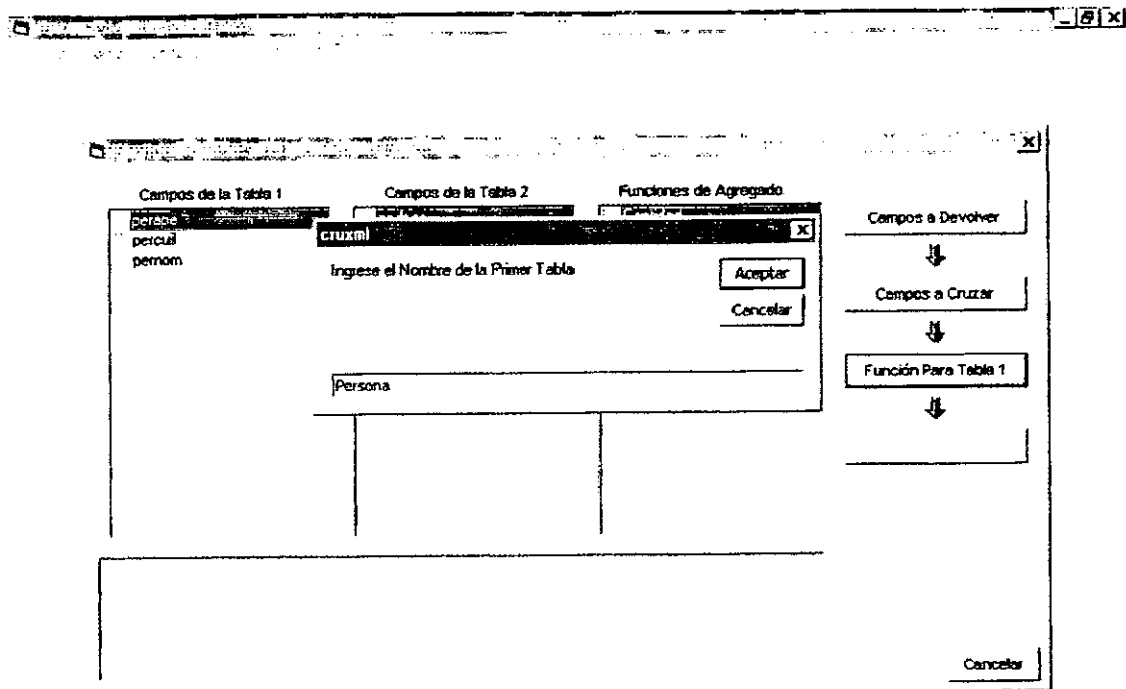 Campos de la Tabla 1
Campos de la Tabla 2
Funciones de Agregado
percuil
pernom
cruxml
Ingrese el Nombre de la Primer Tabla
Aceptar
Cancelar
Persona
Campos a Devolver
Campos a Cruzar
Función Para Tabla 1
Cancelar